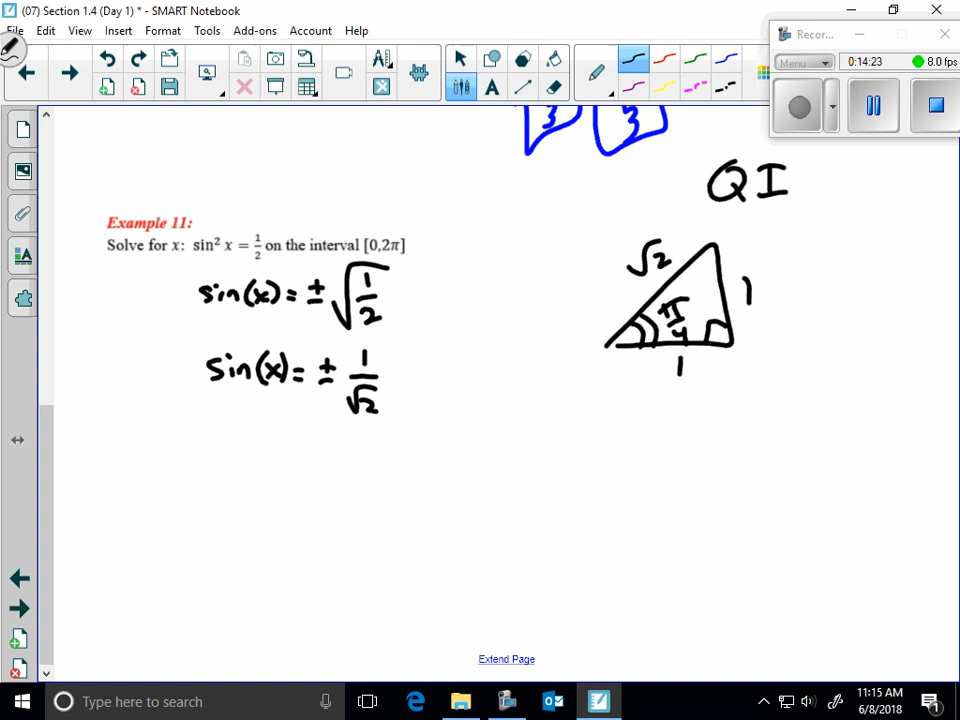 (07) Section 1.4 (Day 1) * - SMART Notebook
File Edit View Insert Format Tools Add-ons Account Help
Recor...
Menu 0:14:23 8.0 fps
A
3 3
Q I
Example 11:
Solve for x: sin² x = 1/2 on the interval [0,2π]
sin(x) = ± √(1/2)
sin(x) = ± 1/√2
√2
1
π/4
1
Extend Page
Type here to search
11:15 AM
6/8/2018
1